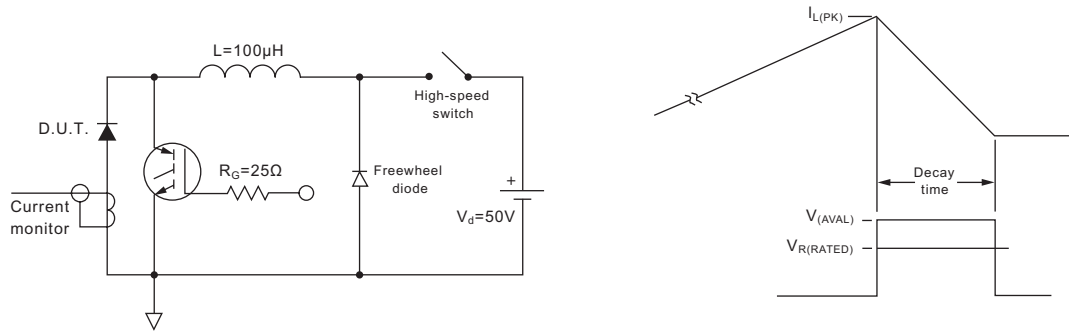 L=100µH
D.U.T.
High-speed
switch
R_G=25Ω
Freewheel
diode
+
V_d=50V
Current
monitor
I_L(PK)
Decay
time
V_(AVAL)
V_R(RATED)